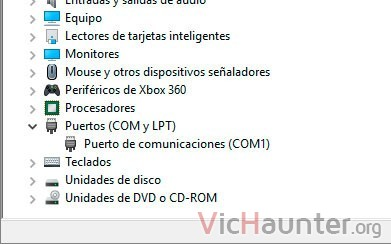 Entradas y salidas de audio
Equipo
Lectores de tarjetas inteligentes
Monitores
Mouse y otros dispositivos señaladores
Periféricos de Xbox 360
Procesadores
Puertos (COM y LPT)
Puerto de comunicaciones (COM1)
Teclados
Unidades de disco
Unidades de DVD o CD-ROM
VicHaunter.org